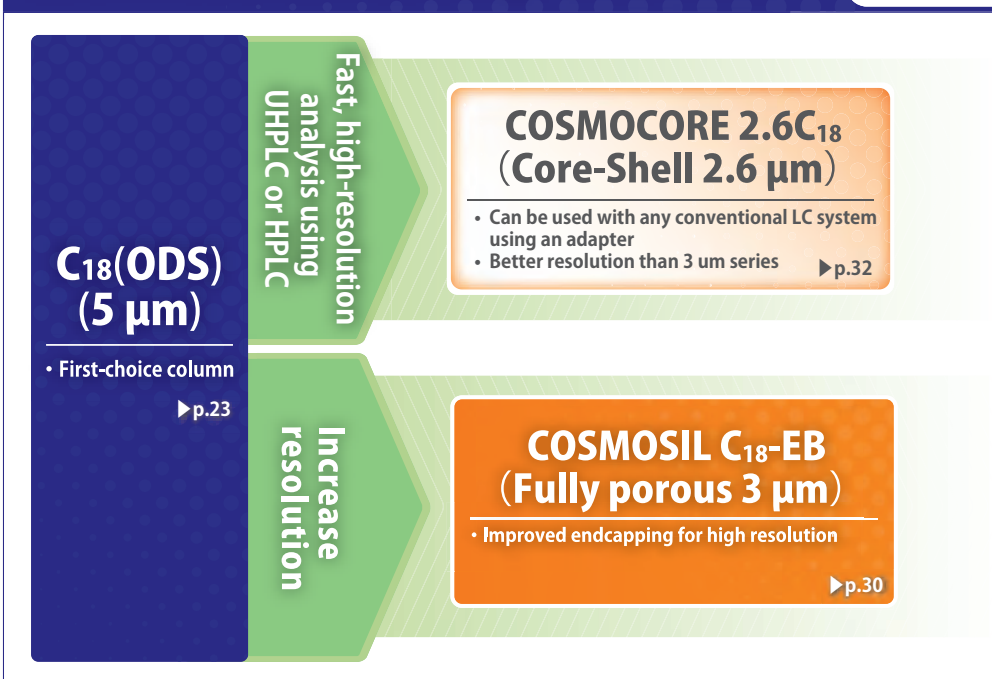 C18(ODS)
(5 µm)
• First-choice column
▶p.23
Fast, high-resolution
analysis using
UHPLC or HPLC
COSMOCORE 2.6C18
(Core-Shell 2.6 µm)
• Can be used with any conventional LC system
using an adapter
• Better resolution than 3 um series
▶p.32
Increase
resolution
COSMOSIL C18-EB
(Fully porous 3 µm)
• Improved endcapping for high resolution
▶p.30